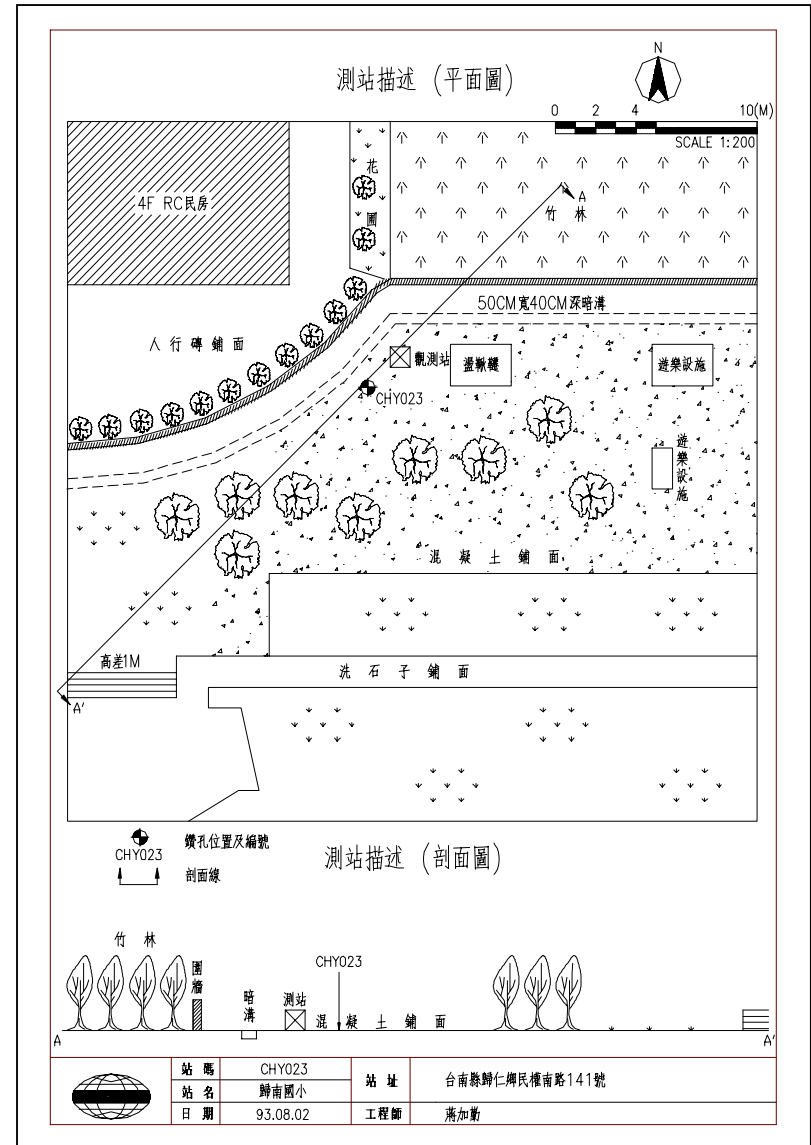 測站描述 (平面圖)
N
0 2 4 10(M)
SCALE 1:200
4F RC民房
花圃
A
竹林
50CM寬40CM深暗溝
人行磚鋪面
觀測站
盪鞦韆
遊樂設施
CHY023
遊樂設施
混凝土鋪面
高差1M
洗石子鋪面
A'
CHY023
鑽孔位置及編號
剖面線
測站描述 (剖面圖)
竹林
圍牆
暗溝
測站
CHY023
混凝土鋪面
A
A'
站碼 CHY023
站名 歸南國小
站址 台南縣歸仁鄉民權南路141號
日期 93.08.02
工程師 蔣加勤